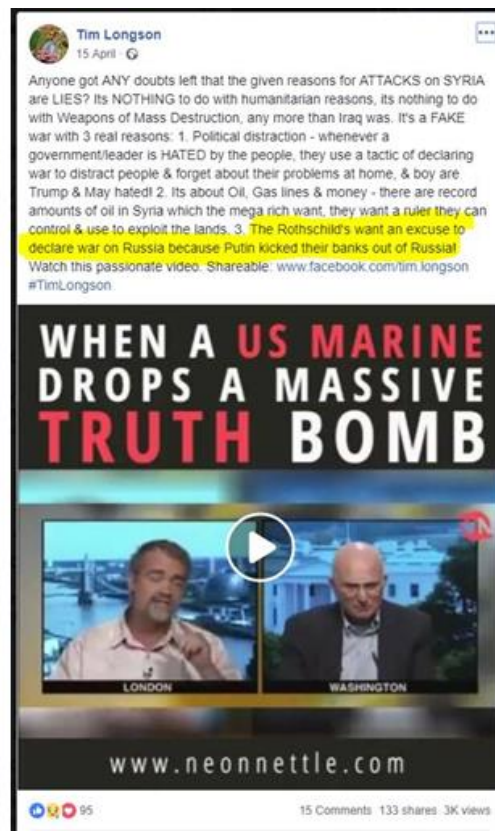 Tim Longson
15 April
Anyone got ANY doubts left that the given reasons for ATTACKS on SYRIA
are LIES? Its NOTHING to do with humanitarian reasons, its nothing to do
with Weapons of Mass Destruction, any more than Iraq was. It's a FAKE
war with 3 real reasons: 1. Political distraction - whenever a
government/leader is HATED by the people, they use a tactic of declaring
war to distract people & forget about their problems at home, & boy are
Trump & May hated! 2. Its about Oil, Gas lines & money - there are record
amounts of oil in Syria which the mega rich want, they want a ruler they can
control & use to exploit the lands. 3. The Rothschild's want an excuse to
declare war on Russia because Putin kicked their banks out of Russia!
Watch this passionate video. Shareable: www.facebook.com/tim.longson
#TimLongson
WHEN A US MARINE
DROPS A MASSIVE
TRUTH BOMB
LONDON
WASHINGTON
www.neonnettle.com
95
15 Comments 133 shares 3K views